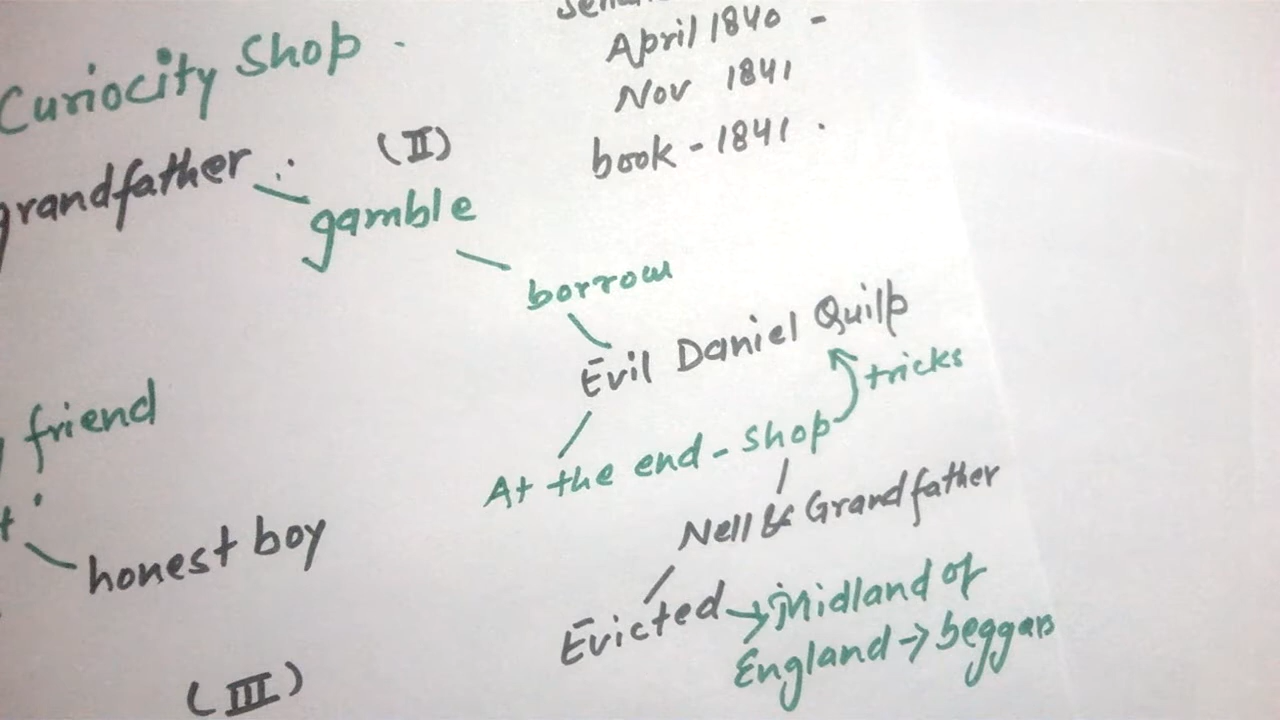 Curiocity Shop.
April 1840 -
Nov 1841
book - 1841.
grandfather :
(II)
gamble
borrow
Evil Daniel Quilp
tricks
At the end - shop
Nell & Grandfather
Evicted → Midland of
England → beggars
friend
honest boy
(III)